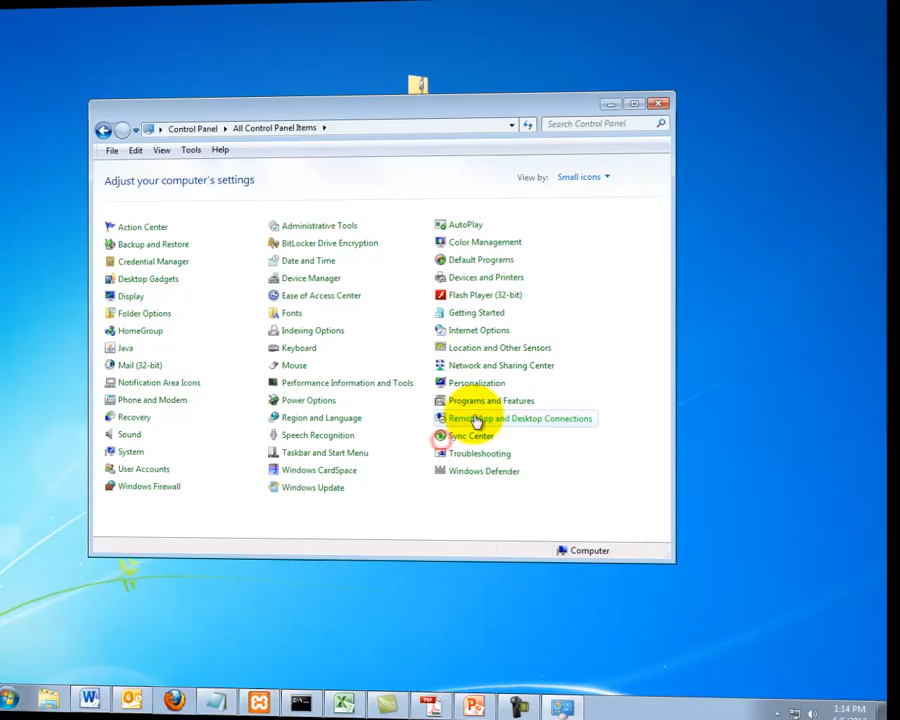 Control Panel All Control Panel Items
Search Control Panel
File Edit View Tools Help
Adjust your computer's settings
View by: Small icons
Action Center
Backup and Restore
Credential Manager
Desktop Gadgets
Display
Folder Options
HomeGroup
Java
Mail (32-bit)
Notification Area Icons
Phone and Modem
Recovery
Sound
System
User Accounts
Windows Firewall
Administrative Tools
BitLocker Drive Encryption
Date and Time
Device Manager
Ease of Access Center
Fonts
Indexing Options
Keyboard
Mouse
Performance Information and Tools
Power Options
Region and Language
Speech Recognition
Taskbar and Start Menu
Windows CardSpace
Windows Update
AutoPlay
Color Management
Default Programs
Devices and Printers
Flash Player (32-bit)
Getting Started
Internet Options
Location and Other Sensors
Network and Sharing Center
Personalization
Programs and Features
RemoteApp and Desktop Connections
Sync Center
Troubleshooting
Windows Defender
Computer
1:14 PM